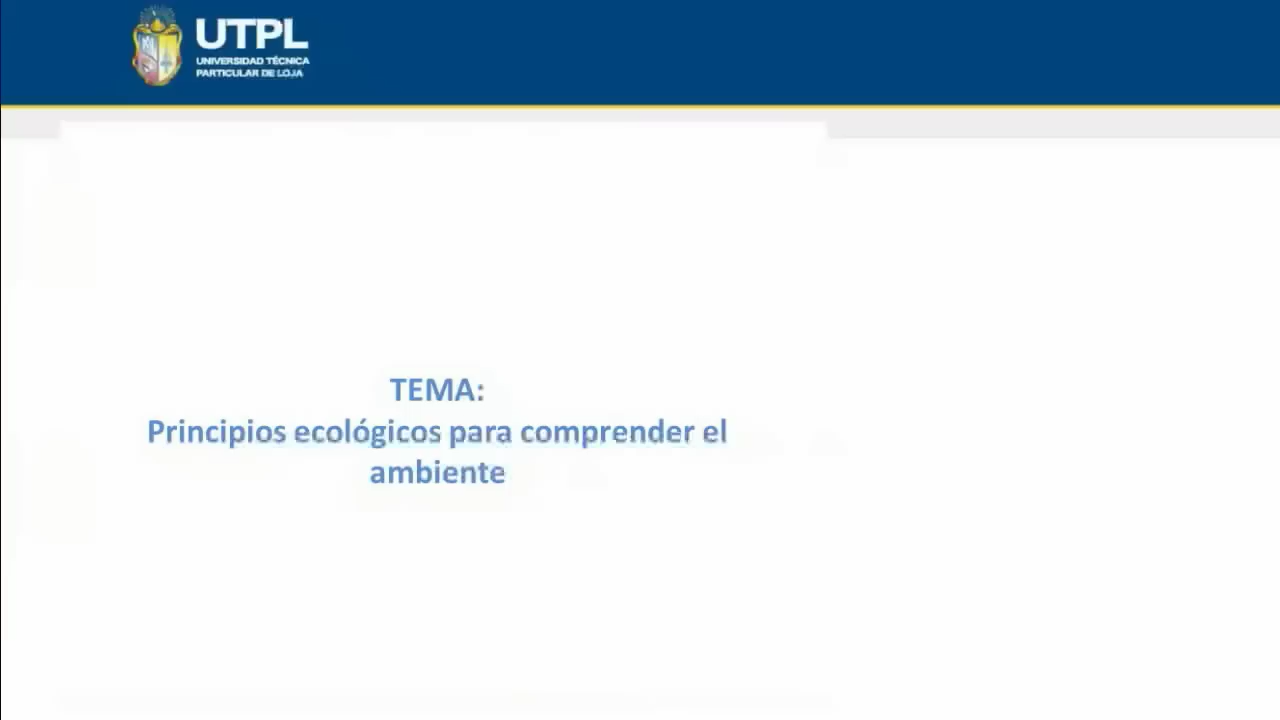 UTPL
UNIVERSIDAD TÉCNICA
PARTICULAR DE LOJA
TEMA:
Principios ecológicos para comprender el
ambiente